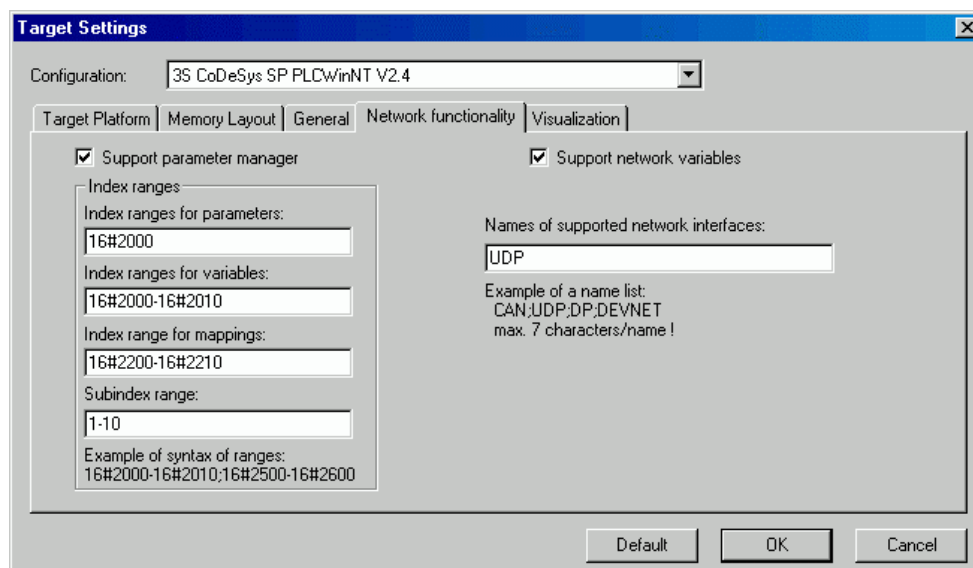 Target Settings
Configuration: 3S CoDeSys SP PLCWinNT V2.4
Target Platform Memory Layout General Network functionality Visualization
Support parameter manager
Support network variables
Index ranges
Index ranges for parameters:
16#2000
Index ranges for variables:
16#2000-16#2010
Index range for mappings:
16#2200-16#2210
Subindex range:
1-10
Example of syntax of ranges:
16#2000-16#2010;16#2500-16#2600
Names of supported network interfaces:
UDP
Example of a name list:
CAN;UDP;DP;DEVNET
max. 7 characters/name !
Default OK Cancel